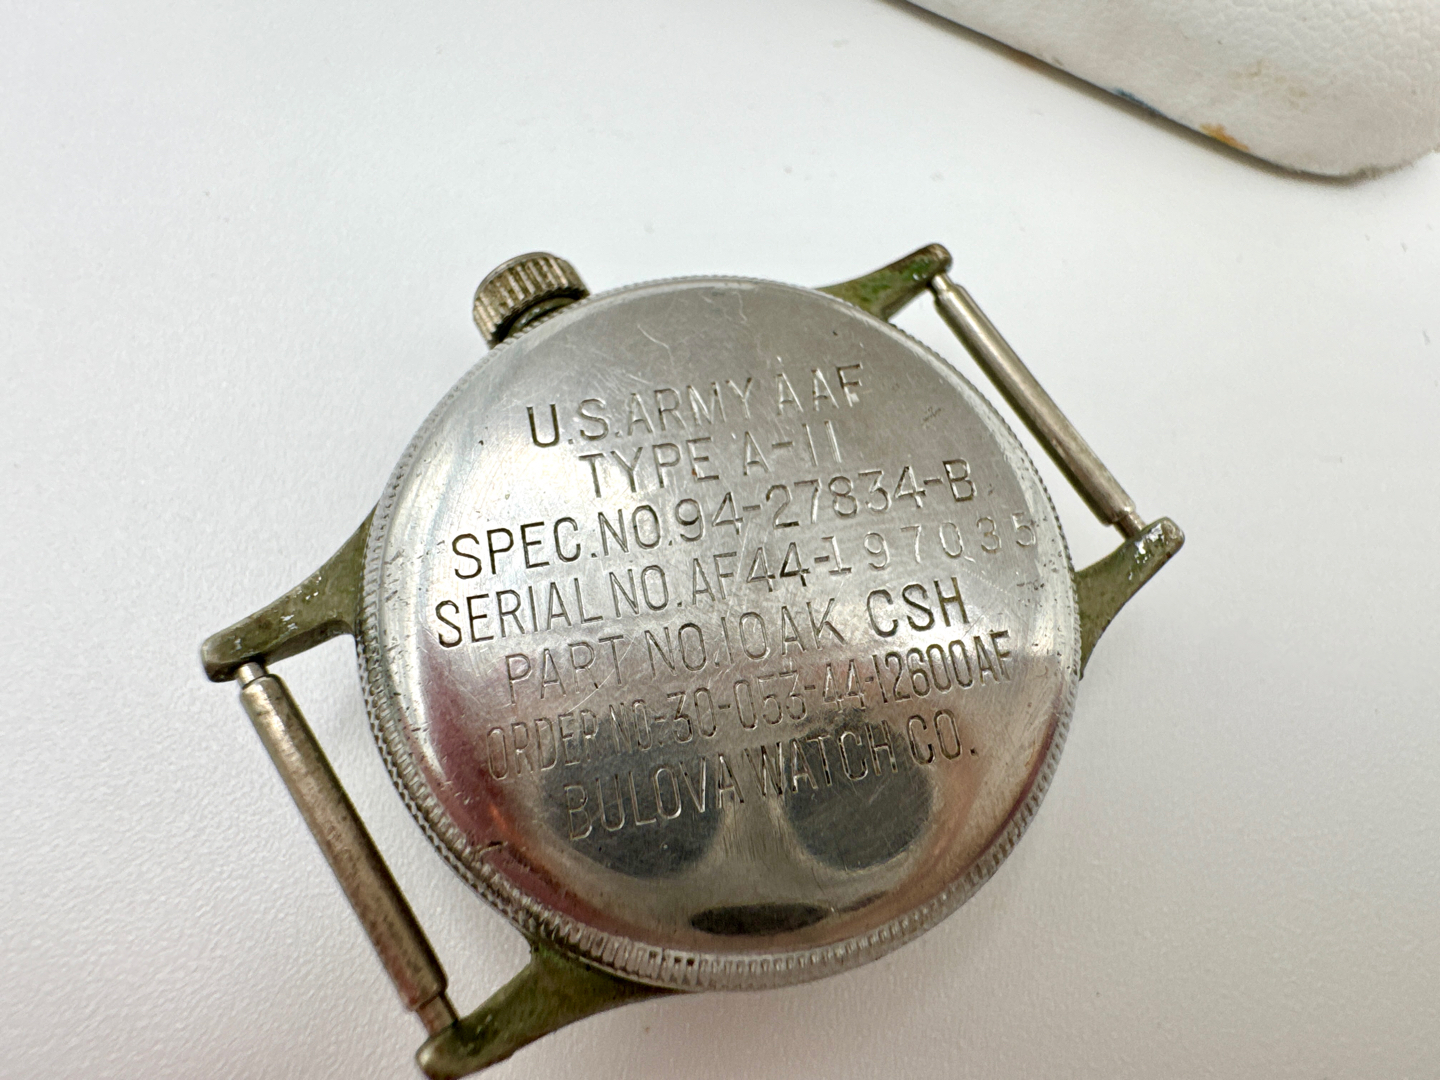 U.S.ARMY AAF
TYPE A-11
SPEC.NO.94-27834-B
SERIAL NO.AF44-197035
PART NO.10AK CSH
ORDER NO-30-053-44-12600AF
BULOVA WATCH CO.